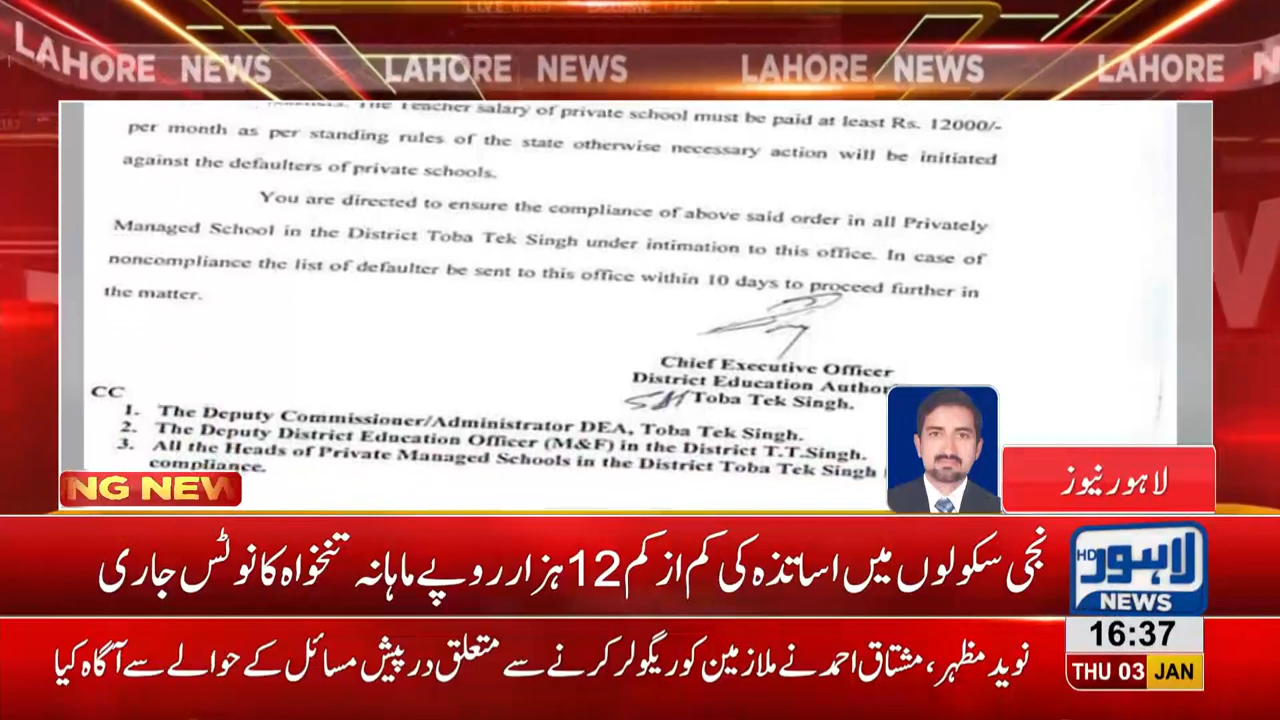 LAHORE NEWS LAHORE NEWS LAHORE NEWS LAHORE NEWS
The Teacher salary of private school must be paid at least Rs. 12000/-
per month as per standing rules of the state otherwise necessary action will be initiated
against the defaulters of private schools.
You are directed to ensure the compliance of above said order in all Privately
Managed School in the District Toba Tek Singh under intimation to this office. In case of
noncompliance the list of defaulter be sent to this office within 10 days to proceed further in
the matter.
Chief Executive Officer
District Education Author
Toba Tek Singh.
CC
1. The Deputy Commissioner/Administrator DEA, Toba Tek Singh.
2. The Deputy District Education Officer (M&F) in the District T.T.Singh.
3. All the Heads of Private Managed Schools in the District Toba Tek Singh
compliance.
NG NEW
لاہور نیوز
نجی سکولوں میں اساتذہ کی کم از کم 12 ہزار روپے ماہانہ تنخواہ کا نوٹس جاری
HD لاہور
NEWS
16:37
نوید مظہر، مشتاق احمد نے ملازمین کو ریگولر کرنے سے متعلق درپیش مسائل کے حوالے سے آگاہ کیا
THU 03 JAN